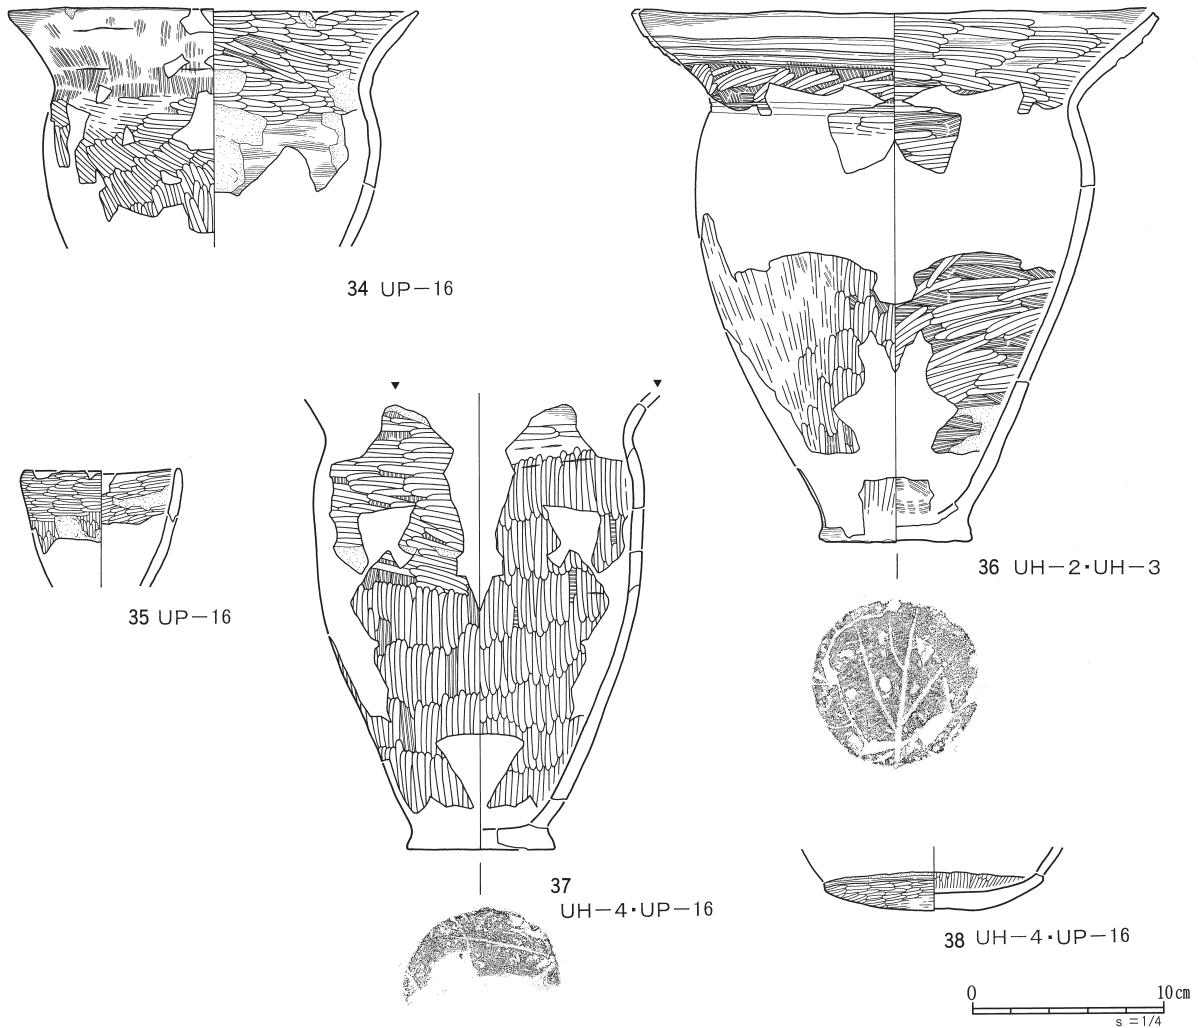 34 UP－16
35 UP－16
36 UH－2・UH－3
37
UH－4・UP－16
38 UH－4・UP－16
0 10cm
s =1/4